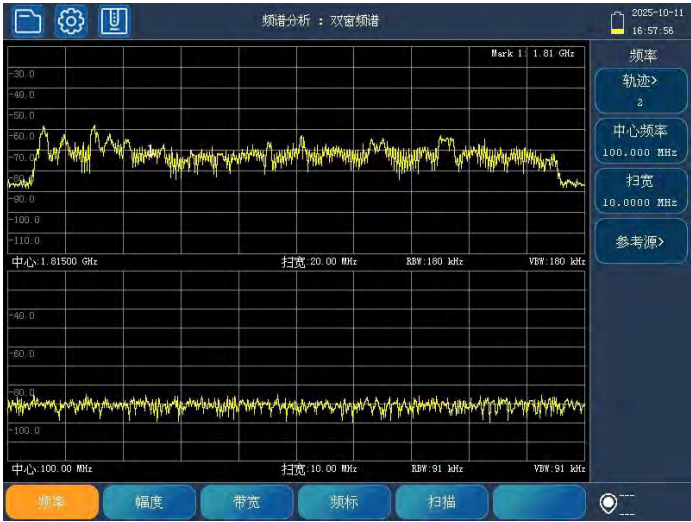 频谱分析 : 双窗频谱
2025-10-11
16:57:56
Mark 1: 1.81 GHz
-30.0
-40.0
-50.0
-60.0
-70.0
-80.0
-90.0
-100.0
-110.0
中心:1.81500 GHz 扫宽:20.00 MHz RBW:180 kHz VBW:180 kHz
-40.0
-60.0
-80.0
-100.0
中心:100.00 MHz 扫宽:10.00 MHz RBW:91 kHz VBW:91 kHz
频率
轨迹>
2
中心频率
100.000 MHz
扫宽
10.0000 MHz
参考源>
频率 幅度 带宽 频标 扫描
---
---